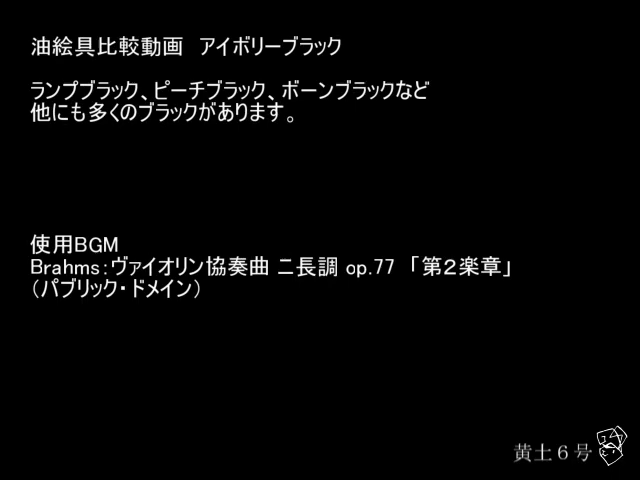 油絵具比較動画　アイボリーブラック
ランプブラック、ピーチブラック、ボーンブラックなど
他にも多くのブラックがあります。
使用BGM
Brahms：ヴァイオリン協奏曲 ニ長調 op.77 「第２楽章」
（パブリック・ドメイン）
黄土６号